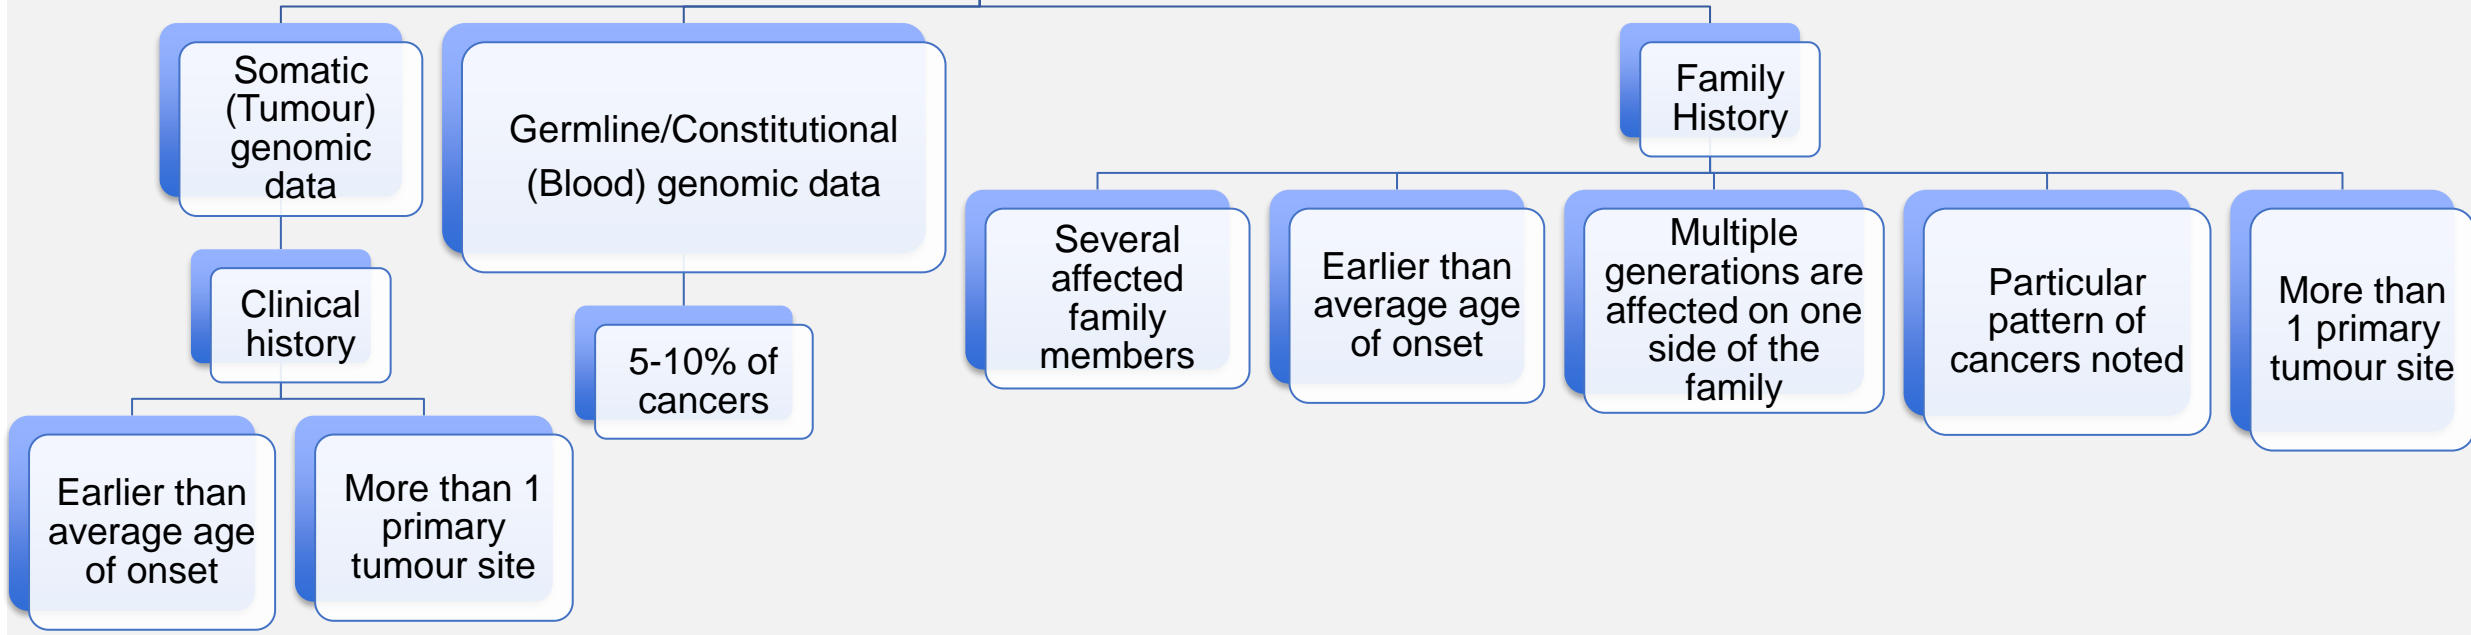 Somatic
(Tumour)
genomic
data
Germline/Constitutional
(Blood) genomic data
Family
History
Clinical
history
5-10% of
cancers
Several
affected
family
members
Earlier than
average age
of onset
Multiple
generations are
affected on one
side of the
family
Particular
pattern of
cancers noted
More than
1 primary
tumour site
Earlier than
average age
of onset
More than 1
primary
tumour site